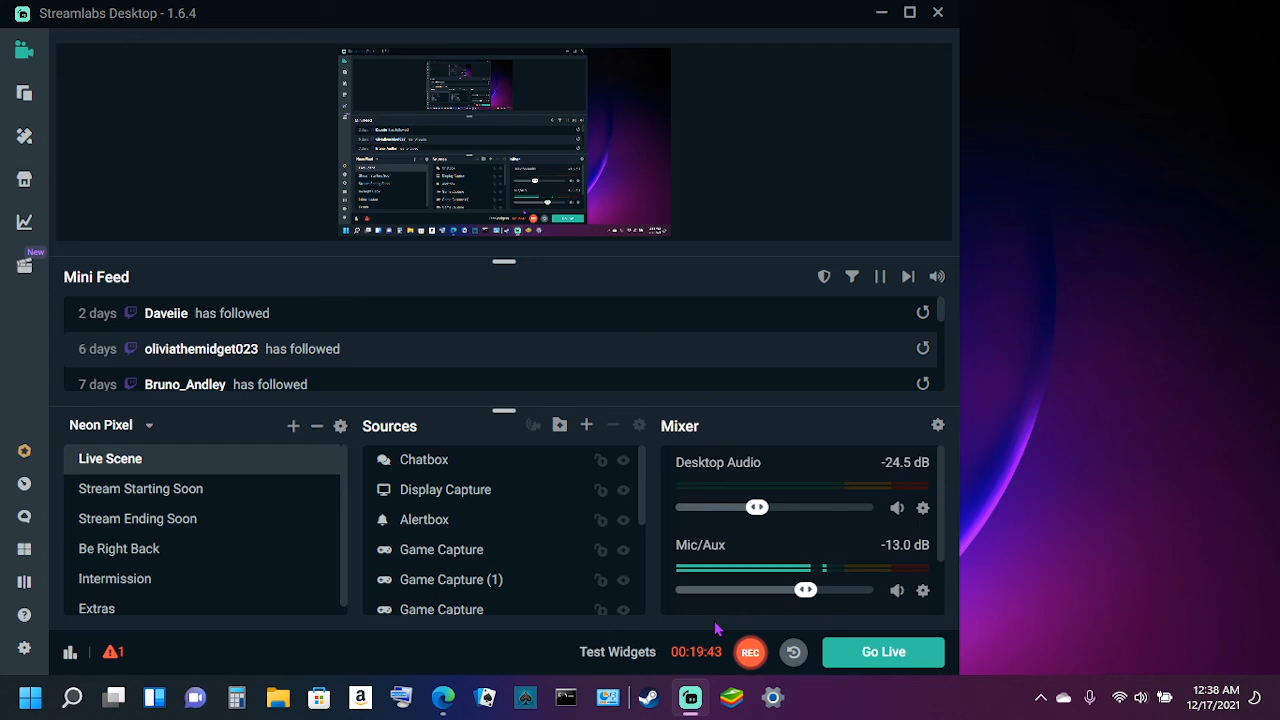 Streamlabs Desktop - 1.6.4
New
Mini Feed
2 days Daveiie has followed
6 days oliviathemidget023 has followed
7 days Bruno_Andley has followed
Neon Pixel
Live Scene
Stream Starting Soon
Stream Ending Soon
Be Right Back
Intermission
Extras
Sources
Chatbox
Display Capture
Alertbox
Game Capture
Game Capture (1)
Game Capture
Mixer
Desktop Audio -24.5 dB
Mic/Aux -13.0 dB
1
Test Widgets 00:19:43 REC Go Live
12:38 AM
12/17/2021